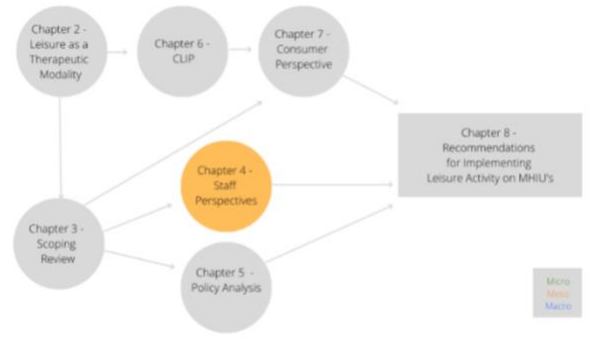 Chapter 2 -
Leisure as a
Therapeutic
Modality
Chapter 6 -
CLIP
Chapter 7 -
Consumer
Perspective
Chapter 8 -
Recommendations
for Implementing
Leisure Activity on MHIU's
Chapter 4 -
Staff
Perspectives
Chapter 3 -
Scoping
Review
Chapter 5 -
Policy Analysis
Micro
Meso
Macro